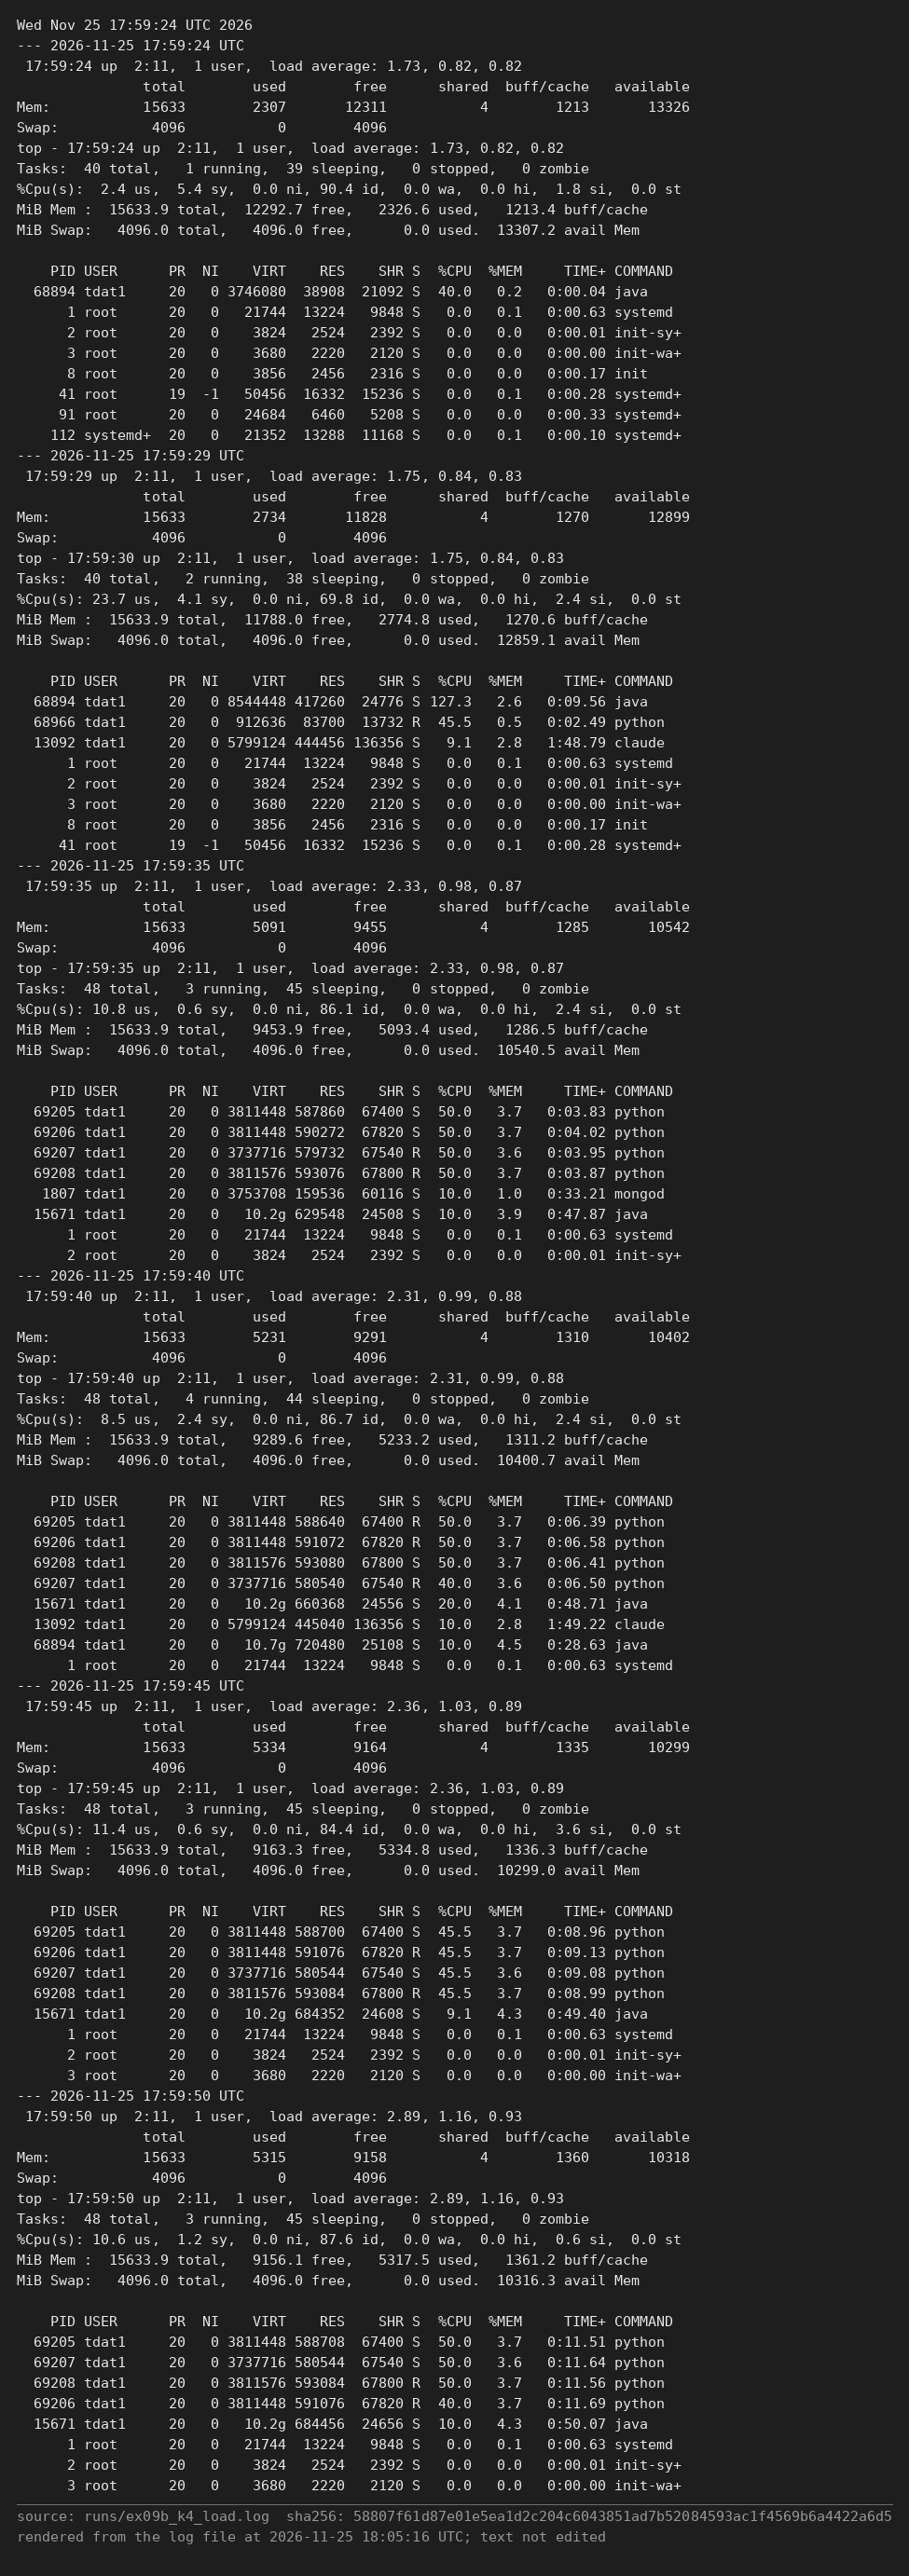 Wed Nov 25 17:59:24 UTC 2026
--- 2026-11-25 17:59:24 UTC
 17:59:24 up  2:11,  1 user,  load average: 1.73, 0.82, 0.82
               total        used        free      shared  buff/cache   available
Mem:           15633        2307       12311           4        1213       13326
Swap:           4096           0        4096
top - 17:59:24 up  2:11,  1 user,  load average: 1.73, 0.82, 0.82
Tasks:  40 total,   1 running,  39 sleeping,   0 stopped,   0 zombie
%Cpu(s):  2.4 us,  5.4 sy,  0.0 ni, 90.4 id,  0.0 wa,  0.0 hi,  1.8 si,  0.0 st
MiB Mem :  15633.9 total,  12292.7 free,   2326.6 used,   1213.4 buff/cache
MiB Swap:   4096.0 total,   4096.0 free,      0.0 used.  13307.2 avail Mem

    PID USER      PR  NI    VIRT    RES    SHR S  %CPU  %MEM     TIME+ COMMAND
  68894 tdat1     20   0 3746080  38908  21092 S  40.0   0.2   0:00.04 java
      1 root      20   0   21744  13224   9848 S   0.0   0.1   0:00.63 systemd
      2 root      20   0    3824   2524   2392 S   0.0   0.0   0:00.01 init-sy+
      3 root      20   0    3680   2220   2120 S   0.0   0.0   0:00.00 init-wa+
      8 root      20   0    3856   2456   2316 S   0.0   0.0   0:00.17 init
     41 root      19  -1   50456  16332  15236 S   0.0   0.1   0:00.28 systemd+
     91 root      20   0   24684   6460   5208 S   0.0   0.0   0:00.33 systemd+
    112 systemd+  20   0   21352  13288  11168 S   0.0   0.1   0:00.10 systemd+
--- 2026-11-25 17:59:29 UTC
 17:59:29 up  2:11,  1 user,  load average: 1.75, 0.84, 0.83
               total        used        free      shared  buff/cache   available
Mem:           15633        2734       11828           4        1270       12899
Swap:           4096           0        4096
top - 17:59:30 up  2:11,  1 user,  load average: 1.75, 0.84, 0.83
Tasks:  40 total,   2 running,  38 sleeping,   0 stopped,   0 zombie
%Cpu(s): 23.7 us,  4.1 sy,  0.0 ni, 69.8 id,  0.0 wa,  0.0 hi,  2.4 si,  0.0 st
MiB Mem :  15633.9 total,  11788.0 free,   2774.8 used,   1270.6 buff/cache
MiB Swap:   4096.0 total,   4096.0 free,      0.0 used.  12859.1 avail Mem

    PID USER      PR  NI    VIRT    RES    SHR S  %CPU  %MEM     TIME+ COMMAND
  68894 tdat1     20   0 8544448 417260  24776 S 127.3   2.6   0:09.56 java
  68966 tdat1     20   0  912636  83700  13732 R  45.5   0.5   0:02.49 python
  13092 tdat1     20   0 5799124 444456 136356 S   9.1   2.8   1:48.79 claude
      1 root      20   0   21744  13224   9848 S   0.0   0.1   0:00.63 systemd
      2 root      20   0    3824   2524   2392 S   0.0   0.0   0:00.01 init-sy+
      3 root      20   0    3680   2220   2120 S   0.0   0.0   0:00.00 init-wa+
      8 root      20   0    3856   2456   2316 S   0.0   0.0   0:00.17 init
     41 root      19  -1   50456  16332  15236 S   0.0   0.1   0:00.28 systemd+
--- 2026-11-25 17:59:35 UTC
 17:59:35 up  2:11,  1 user,  load average: 2.33, 0.98, 0.87
               total        used        free      shared  buff/cache   available
Mem:           15633        5091        9455           4        1285       10542
Swap:           4096           0        4096
top - 17:59:35 up  2:11,  1 user,  load average: 2.33, 0.98, 0.87
Tasks:  48 total,   3 running,  45 sleeping,   0 stopped,   0 zombie
%Cpu(s): 10.8 us,  0.6 sy,  0.0 ni, 86.1 id,  0.0 wa,  0.0 hi,  2.4 si,  0.0 st
MiB Mem :  15633.9 total,   9453.9 free,   5093.4 used,   1286.5 buff/cache
MiB Swap:   4096.0 total,   4096.0 free,      0.0 used.  10540.5 avail Mem

    PID USER      PR  NI    VIRT    RES    SHR S  %CPU  %MEM     TIME+ COMMAND
  69205 tdat1     20   0 3811448 587860  67400 S  50.0   3.7   0:03.83 python
  69206 tdat1     20   0 3811448 590272  67820 S  50.0   3.7   0:04.02 python
  69207 tdat1     20   0 3737716 579732  67540 R  50.0   3.6   0:03.95 python
  69208 tdat1     20   0 3811576 593076  67800 R  50.0   3.7   0:03.87 python
   1807 tdat1     20   0 3753708 159536  60116 S  10.0   1.0   0:33.21 mongod
  15671 tdat1     20   0   10.2g 629548  24508 S  10.0   3.9   0:47.87 java
      1 root      20   0   21744  13224   9848 S   0.0   0.1   0:00.63 systemd
      2 root      20   0    3824   2524   2392 S   0.0   0.0   0:00.01 init-sy+
--- 2026-11-25 17:59:40 UTC
 17:59:40 up  2:11,  1 user,  load average: 2.31, 0.99, 0.88
               total        used        free      shared  buff/cache   available
Mem:           15633        5231        9291           4        1310       10402
Swap:           4096           0        4096
top - 17:59:40 up  2:11,  1 user,  load average: 2.31, 0.99, 0.88
Tasks:  48 total,   4 running,  44 sleeping,   0 stopped,   0 zombie
%Cpu(s):  8.5 us,  2.4 sy,  0.0 ni, 86.7 id,  0.0 wa,  0.0 hi,  2.4 si,  0.0 st
MiB Mem :  15633.9 total,   9289.6 free,   5233.2 used,   1311.2 buff/cache
MiB Swap:   4096.0 total,   4096.0 free,      0.0 used.  10400.7 avail Mem

    PID USER      PR  NI    VIRT    RES    SHR S  %CPU  %MEM     TIME+ COMMAND
  69205 tdat1     20   0 3811448 588640  67400 R  50.0   3.7   0:06.39 python
  69206 tdat1     20   0 3811448 591072  67820 R  50.0   3.7   0:06.58 python
  69208 tdat1     20   0 3811576 593080  67800 S  50.0   3.7   0:06.41 python
  69207 tdat1     20   0 3737716 580540  67540 R  40.0   3.6   0:06.50 python
  15671 tdat1     20   0   10.2g 660368  24556 S  20.0   4.1   0:48.71 java
  13092 tdat1     20   0 5799124 445040 136356 S  10.0   2.8   1:49.22 claude
  68894 tdat1     20   0   10.7g 720480  25108 S  10.0   4.5   0:28.63 java
      1 root      20   0   21744  13224   9848 S   0.0   0.1   0:00.63 systemd
--- 2026-11-25 17:59:45 UTC
 17:59:45 up  2:11,  1 user,  load average: 2.36, 1.03, 0.89
               total        used        free      shared  buff/cache   available
Mem:           15633        5334        9164           4        1335       10299
Swap:           4096           0        4096
top - 17:59:45 up  2:11,  1 user,  load average: 2.36, 1.03, 0.89
Tasks:  48 total,   3 running,  45 sleeping,   0 stopped,   0 zombie
%Cpu(s): 11.4 us,  0.6 sy,  0.0 ni, 84.4 id,  0.0 wa,  0.0 hi,  3.6 si,  0.0 st
MiB Mem :  15633.9 total,   9163.3 free,   5334.8 used,   1336.3 buff/cache
MiB Swap:   4096.0 total,   4096.0 free,      0.0 used.  10299.0 avail Mem

    PID USER      PR  NI    VIRT    RES    SHR S  %CPU  %MEM     TIME+ COMMAND
  69205 tdat1     20   0 3811448 588700  67400 S  45.5   3.7   0:08.96 python
  69206 tdat1     20   0 3811448 591076  67820 R  45.5   3.7   0:09.13 python
  69207 tdat1     20   0 3737716 580544  67540 S  45.5   3.6   0:09.08 python
  69208 tdat1     20   0 3811576 593084  67800 R  45.5   3.7   0:08.99 python
  15671 tdat1     20   0   10.2g 684352  24608 S   9.1   4.3   0:49.40 java
      1 root      20   0   21744  13224   9848 S   0.0   0.1   0:00.63 systemd
      2 root      20   0    3824   2524   2392 S   0.0   0.0   0:00.01 init-sy+
      3 root      20   0    3680   2220   2120 S   0.0   0.0   0:00.00 init-wa+
--- 2026-11-25 17:59:50 UTC
 17:59:50 up  2:11,  1 user,  load average: 2.89, 1.16, 0.93
               total        used        free      shared  buff/cache   available
Mem:           15633        5315        9158           4        1360       10318
Swap:           4096           0        4096
top - 17:59:50 up  2:11,  1 user,  load average: 2.89, 1.16, 0.93
Tasks:  48 total,   3 running,  45 sleeping,   0 stopped,   0 zombie
%Cpu(s): 10.6 us,  1.2 sy,  0.0 ni, 87.6 id,  0.0 wa,  0.0 hi,  0.6 si,  0.0 st
MiB Mem :  15633.9 total,   9156.1 free,   5317.5 used,   1361.2 buff/cache
MiB Swap:   4096.0 total,   4096.0 free,      0.0 used.  10316.3 avail Mem

    PID USER      PR  NI    VIRT    RES    SHR S  %CPU  %MEM     TIME+ COMMAND
  69205 tdat1     20   0 3811448 588708  67400 S  50.0   3.7   0:11.51 python
  69207 tdat1     20   0 3737716 580544  67540 S  50.0   3.6   0:11.64 python
  69208 tdat1     20   0 3811576 593084  67800 R  50.0   3.7   0:11.56 python
  69206 tdat1     20   0 3811448 591076  67820 R  40.0   3.7   0:11.69 python
  15671 tdat1     20   0   10.2g 684456  24656 S  10.0   4.3   0:50.07 java
      1 root      20   0   21744  13224   9848 S   0.0   0.1   0:00.63 systemd
      2 root      20   0    3824   2524   2392 S   0.0   0.0   0:00.01 init-sy+
      3 root      20   0    3680   2220   2120 S   0.0   0.0   0:00.00 init-wa+
source: runs/ex09b_k4_load.log  sha256: 58807f61d87e01e5ea1d2c204c6043851ad7b52084593ac1f4569b6a4422a6d5
rendered from the log file at 2026-11-25 18:05:16 UTC; text not edited